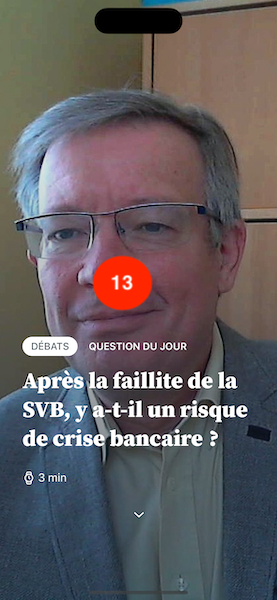 13
DÉBATS QUESTION DU JOUR
Après la faillite de la
SVB, y a-t-il un risque
de crise bancaire ?
3 min